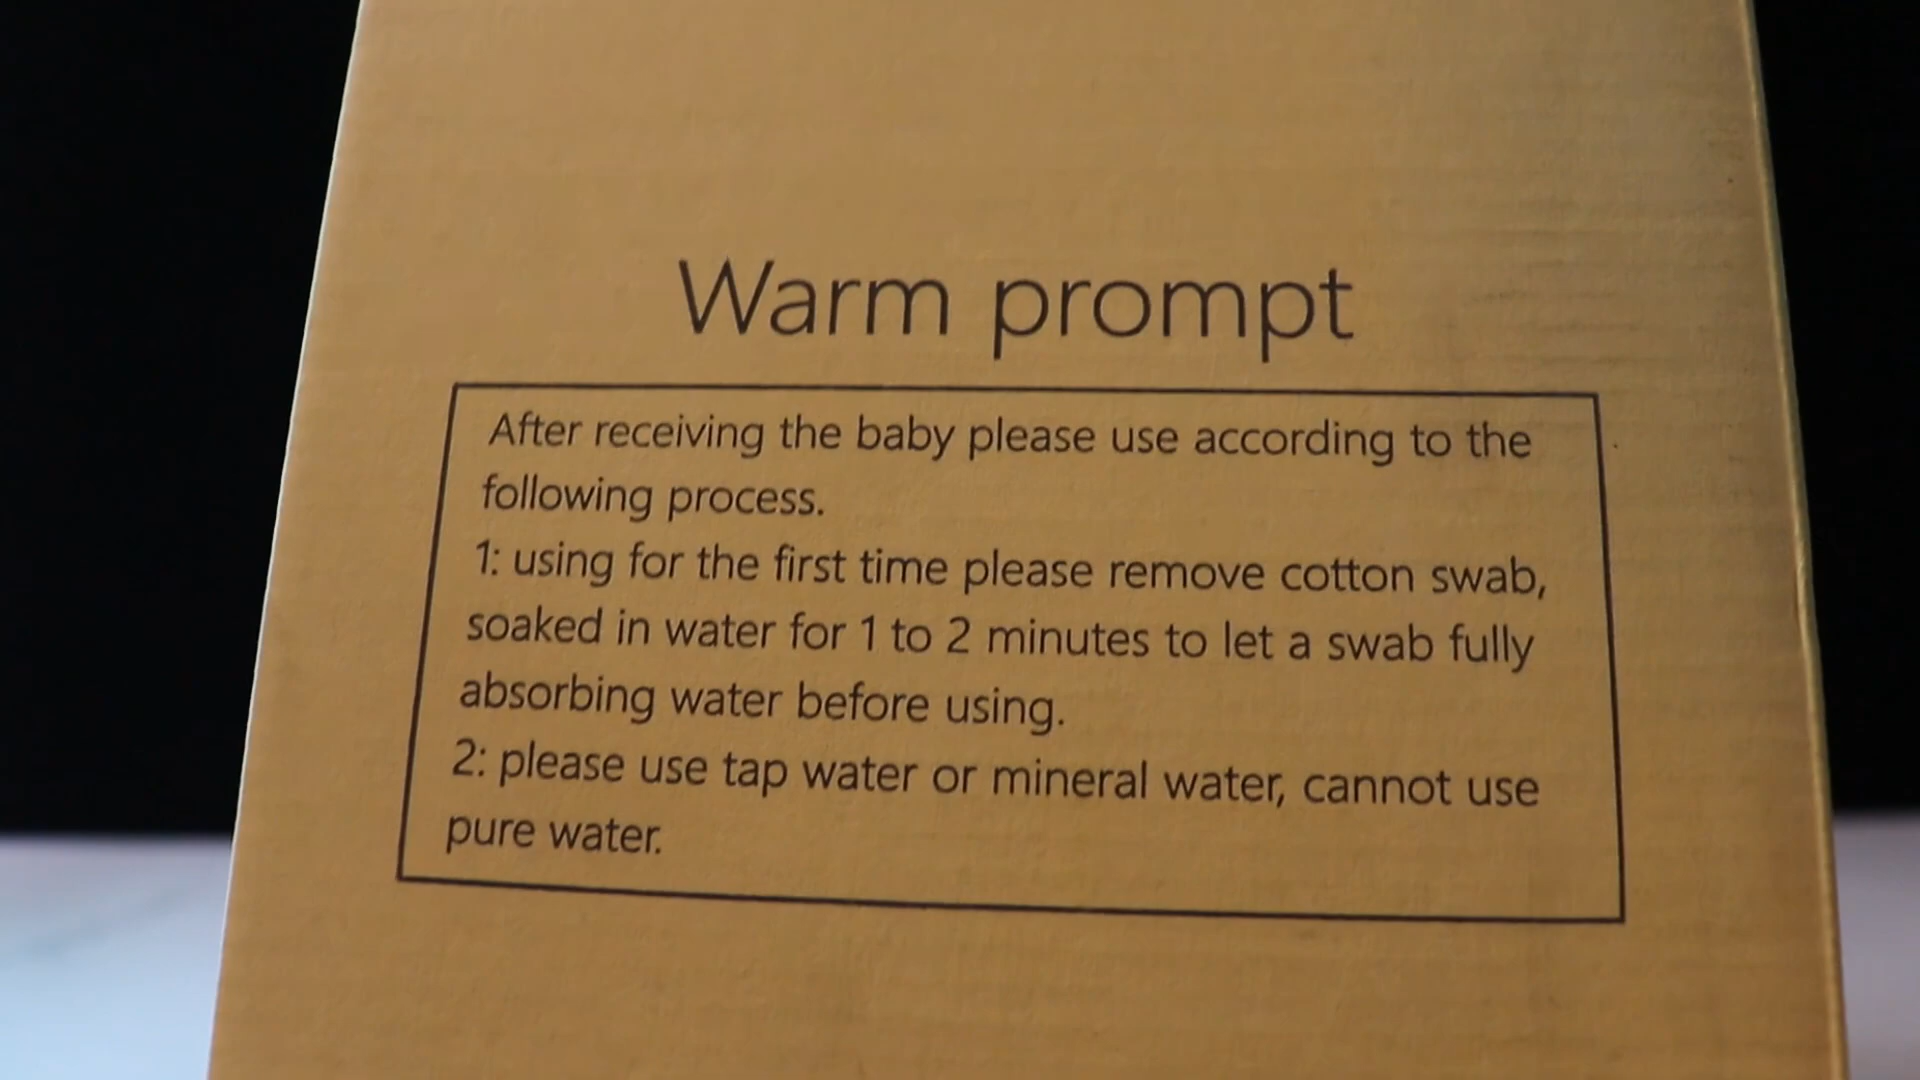 Warm prompt
After receiving the baby please use according to the
following process.
1: using for the first time please remove cotton swab,
soaked in water for 1 to 2 minutes to let a swab fully
absorbing water before using.
2: please use tap water or mineral water, cannot use
pure water.